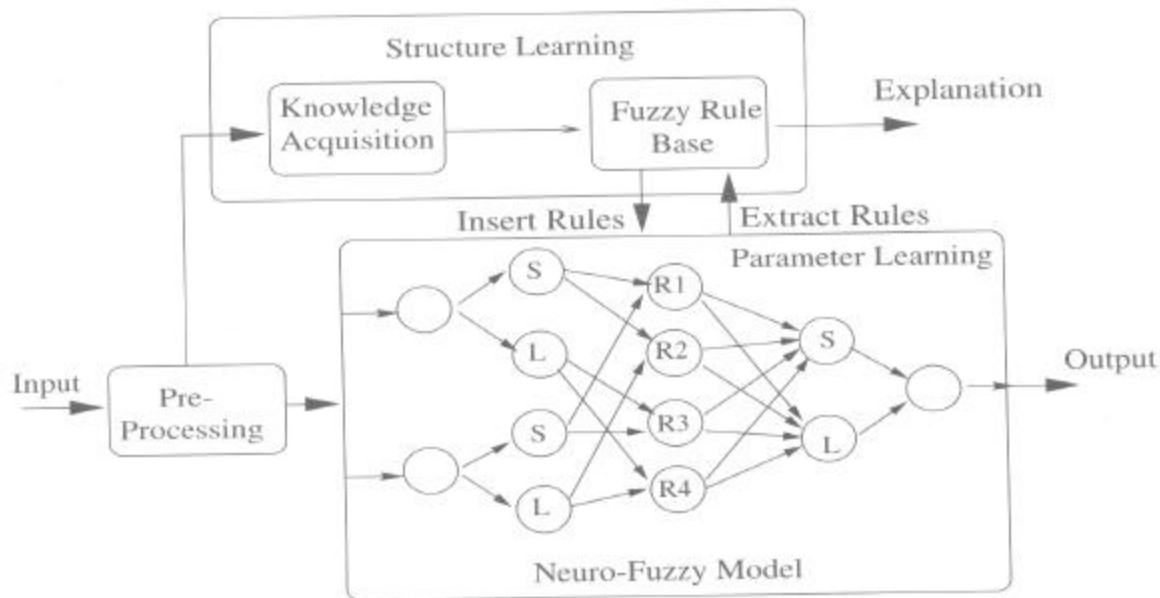 Structure Learning
Knowledge
Acquisition
Fuzzy Rule
Base
Explanation
Insert Rules
Extract Rules
Parameter Learning
S
R1
L
R2
S
Input
Pre-
Processing
Output
S
R3
L
L
R4
Neuro-Fuzzy Model